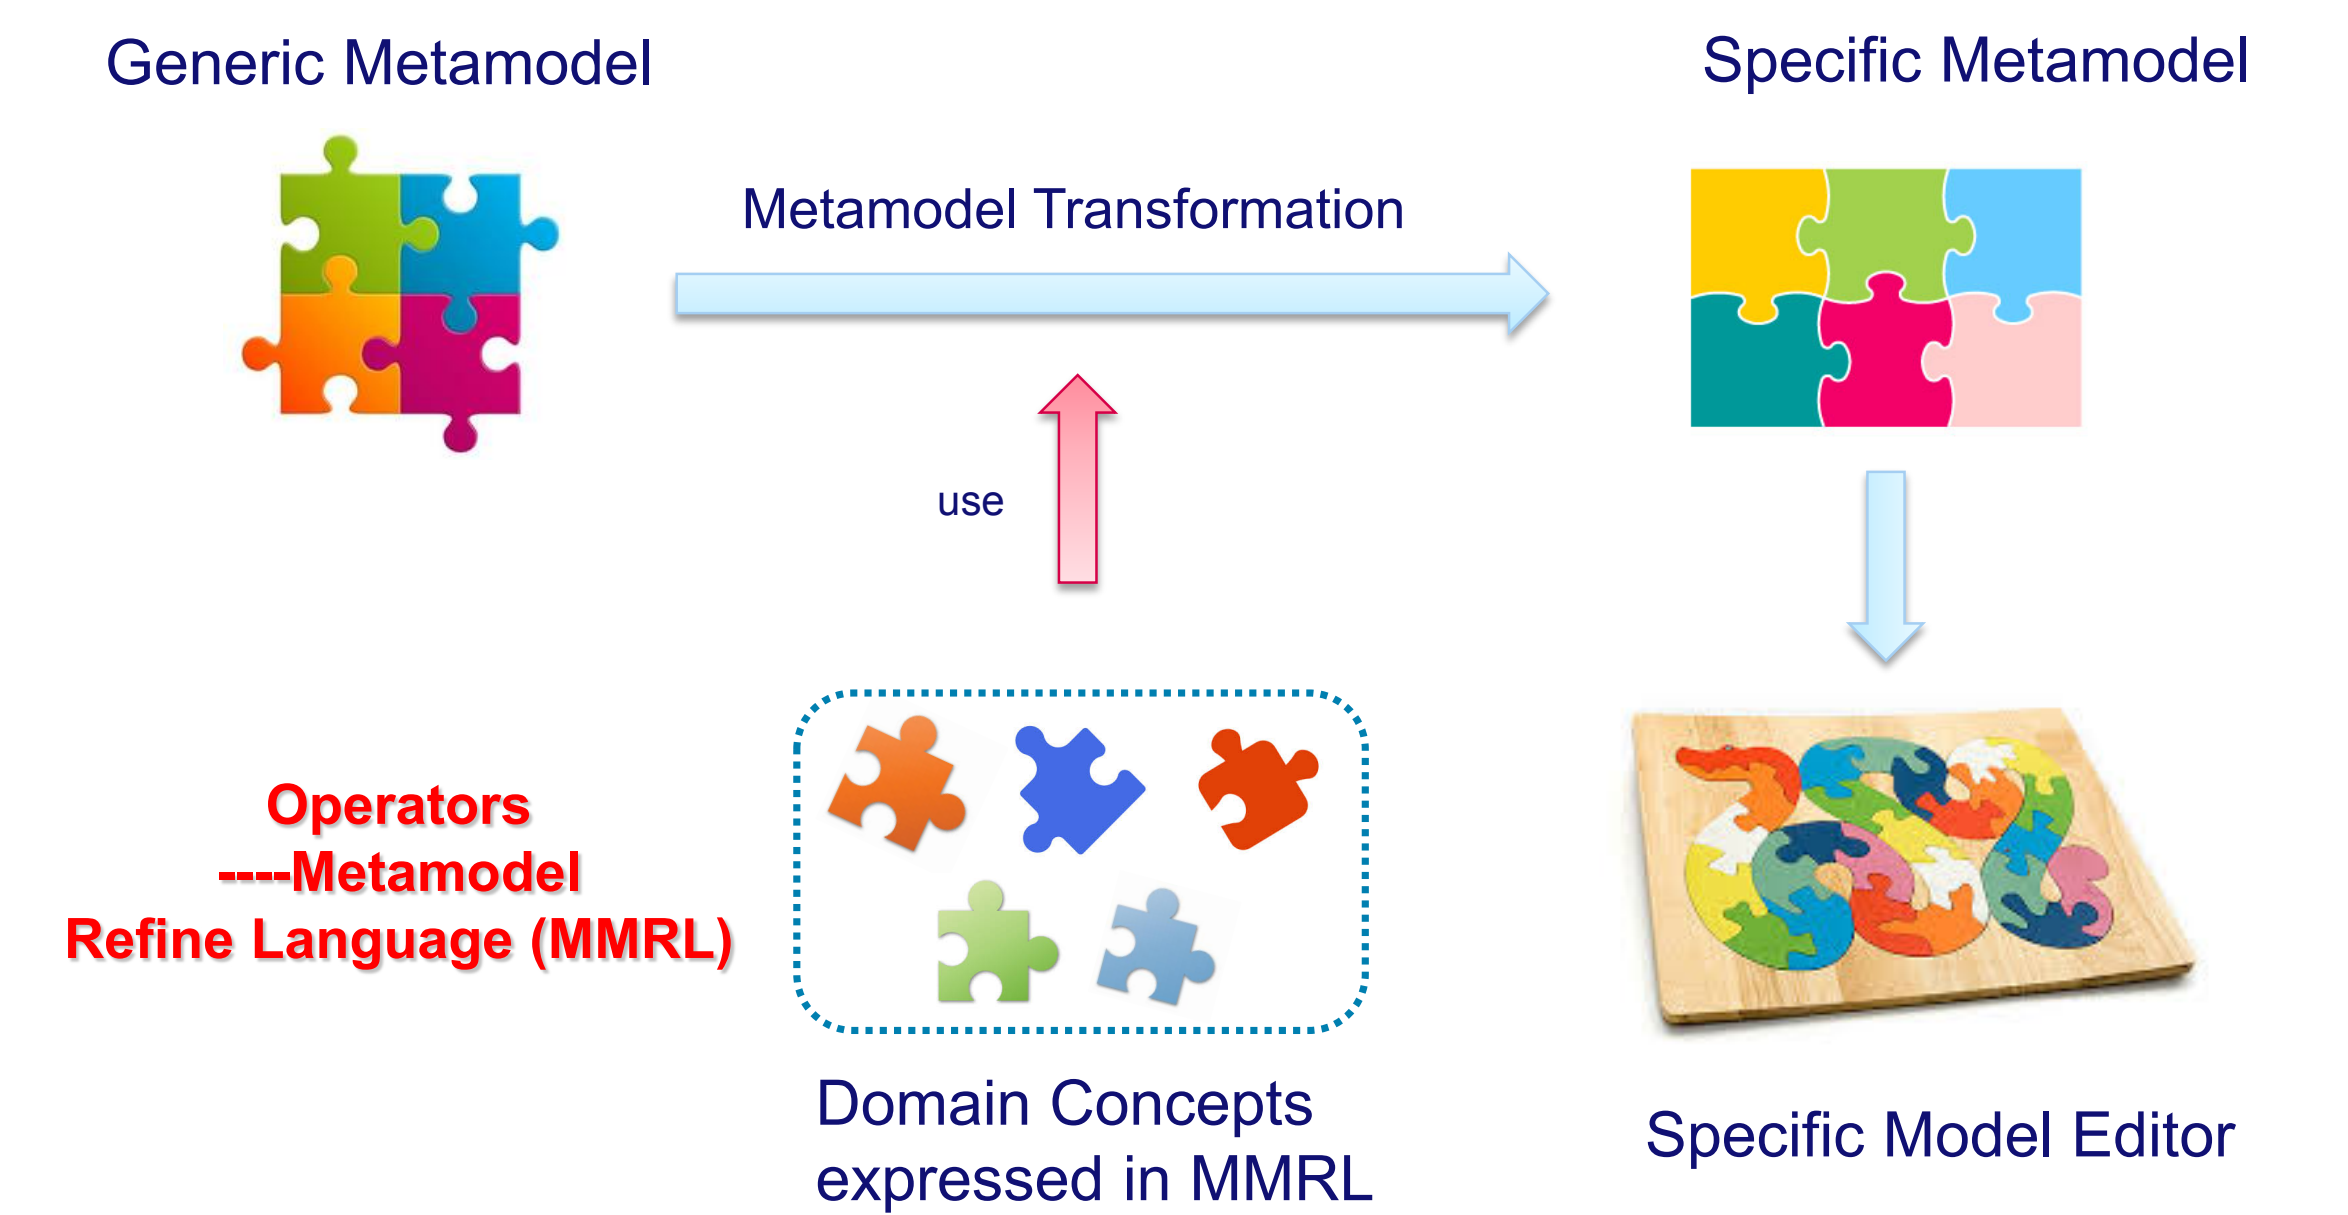 Generic Metamodel
Specific Metamodel
Metamodel Transformation
use
Operators
----Metamodel
Refine Language (MMRL)
Domain Concepts
expressed in MMRL
Specific Model Editor